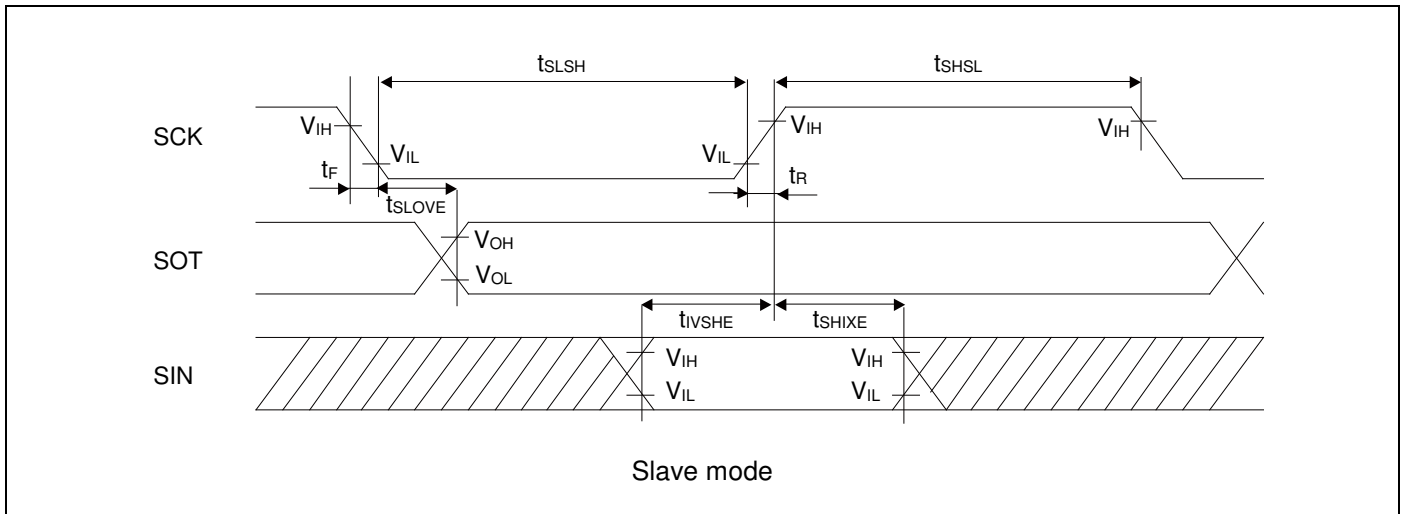 tSLSH
tSHSL
SCK
VIH
VIL
VIL
VIH
VIH
tF
tSLOVE
tR
SOT
VOH
VOL
tIVSHE
tSHIXE
SIN
VIH
VIL
VIH
VIL
Slave mode